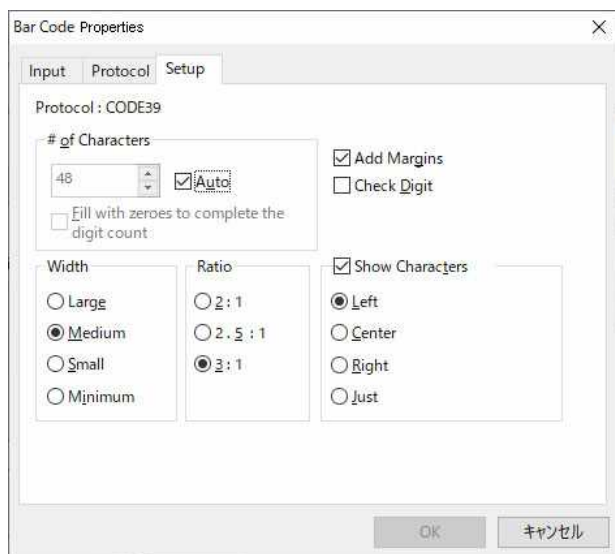 Bar Code Properties
Input Protocol Setup
Protocol : CODE39
# of Characters
48 Auto
Fill with zeroes to complete the
digit count
Add Margins
Check Digit
Width
Large
Medium
Small
Minimum
Ratio
2 : 1
2 . 5 : 1
3 : 1
Show Characters
Left
Center
Right
Just
OK キャンセル